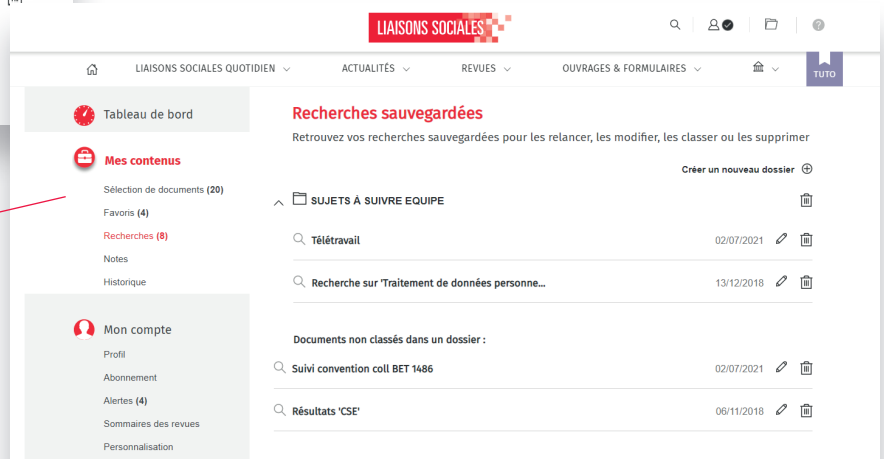 LIAISONS SOCIALES
LIAISONS SOCIALES QUOTIDIEN
ACTUALITÉS
REVUES
OUVRAGES & FORMULAIRES
TUTO
Tableau de bord
Mes contenus
Sélection de documents (20)
Favoris (4)
Recherches (8)
Notes
Historique
Mon compte
Profil
Abonnement
Alertes (4)
Sommaires des revues
Personnalisation
Recherches sauvegardées
Retrouvez vos recherches sauvegardées pour les relancer, les modifier, les classer ou les supprimer
Créer un nouveau dossier
SUJETS À SUIVRE EQUIPE
Télétravail 02/07/2021
Recherche sur 'Traitement de données personne... 13/12/2018
Documents non classés dans un dossier :
Suivi convention coll BET 1486 02/07/2021
Résultats 'CSE' 06/11/2018